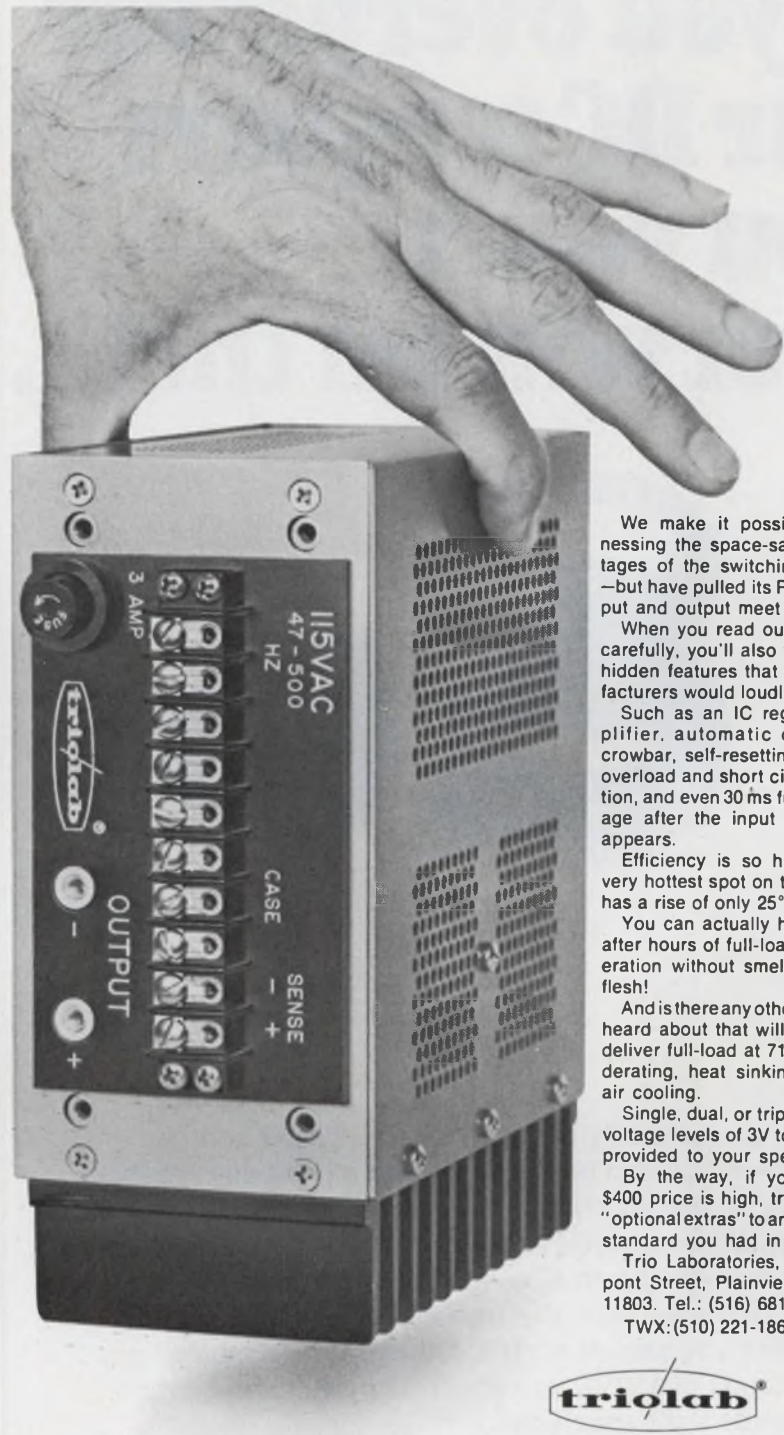 FUSE
3 AMP
115VAC
47-500
HZ
triolab®
CASE
SENSE
- +
OUTPUT
- +
We make it possi
nessing the space-sa
tages of the switchin
—but have pulled its F
put and output meet
When you read ou
carefully, you'll also
hidden features that
facturers would loudl
Such as an IC reg
plifier, automatic
crowbar, self-resettin
overload and short ci
tion, and even 30 ms f
age after the input
appears.
Efficiency is so h
very hottest spot on t
has a rise of only 25°
You can actually h
after hours of full-loa
eration without smel
flesh!
And is there any othe
heard about that will
deliver full-load at 71
derating, heat sinkin
air cooling.
Single, dual, or trip
voltage levels of 3V to
provided to your spe
By the way, if yo
$400 price is high, tr
"optional extras" to ar
standard you had in
Trio Laboratories,
pont Street, Plainvie
11803. Tel.: (516) 681
TWX: (510) 221-186
triolab®